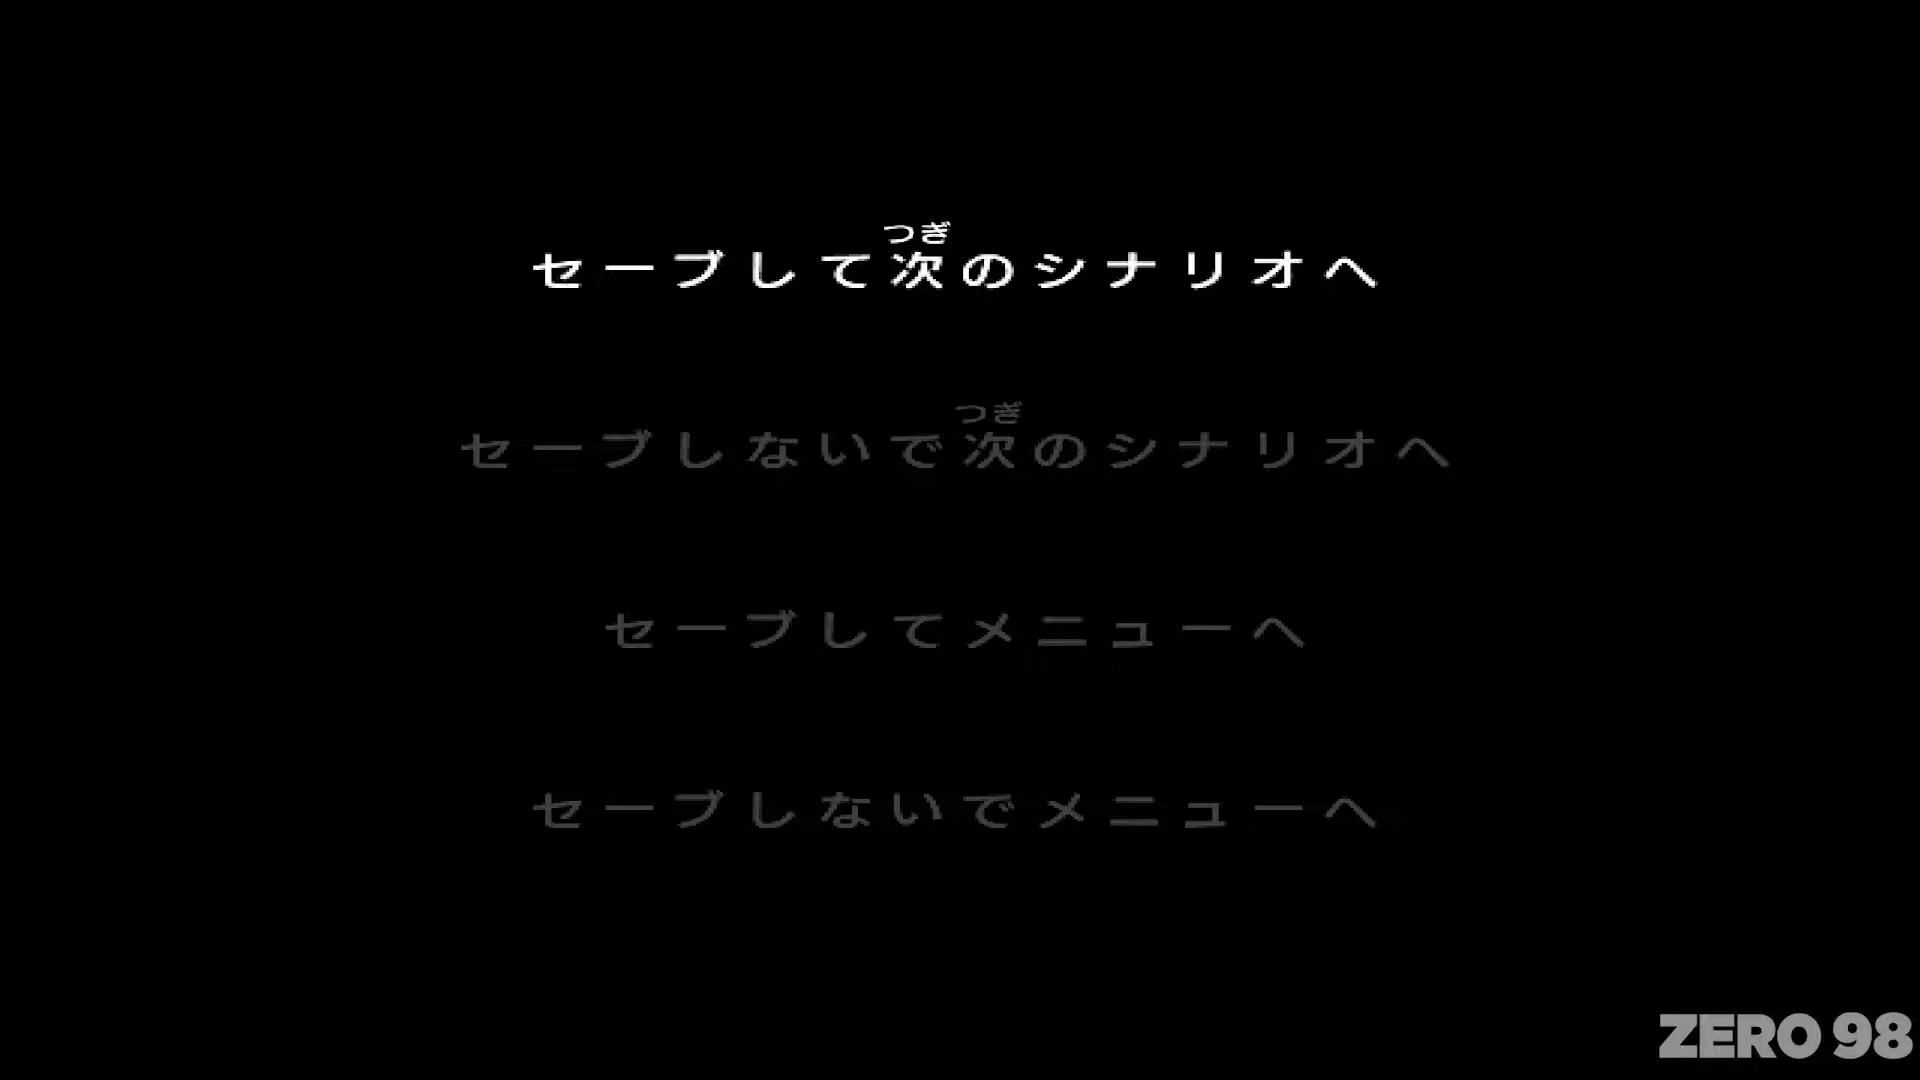 つぎ
セーブして次のシナリオへ
つぎ
セーブしないで次のシナリオへ
セーブしてメニューへ
セーブしないでメニューへ
ZERO 98